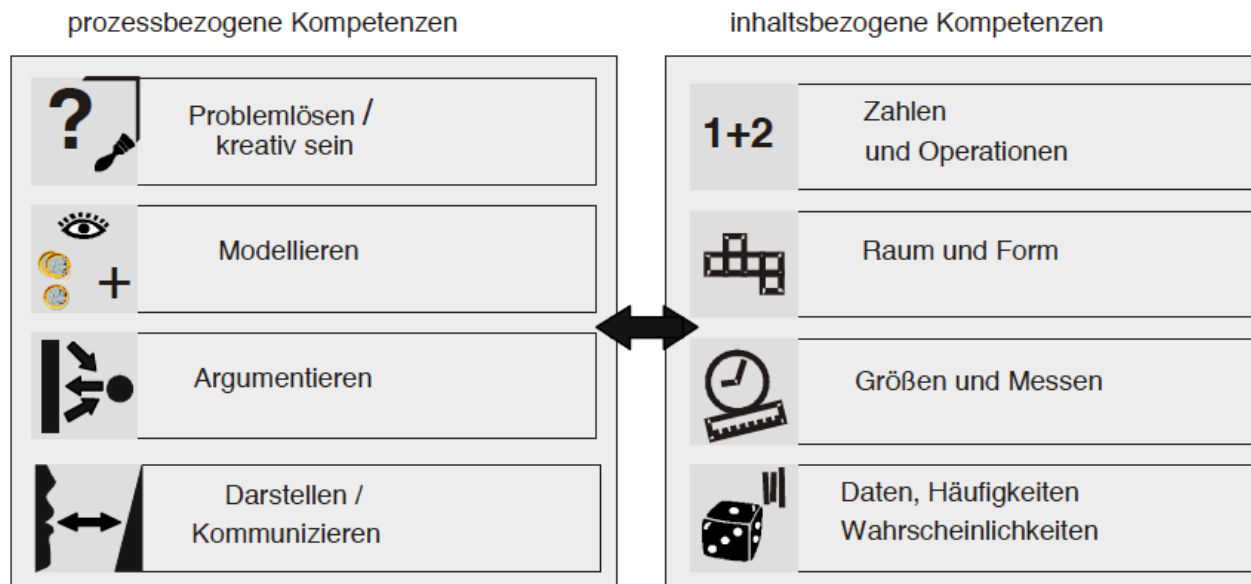 prozessbezogene Kompetenzen
?
Problemlösen /
kreativ sein
Modellieren
+
Argumentieren
Darstellen /
Kommunizieren
inhaltsbezogene Kompetenzen
1+2
Zahlen
und Operationen
Raum und Form
Größen und Messen
Daten, Häufigkeiten
Wahrscheinlichkeiten